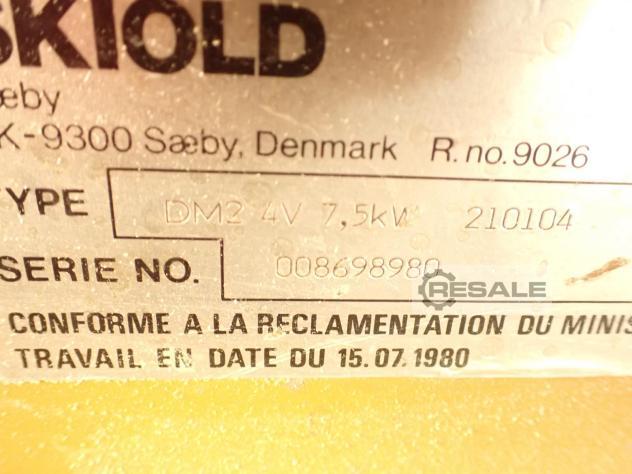 SKIOLD
æby
K-9300 Sæby, Denmark R.no.9026
TYPE DM2 4V 7,5kW 210104
SERIE NO. 008698980
RESALE
CONFORME A LA RECLAMENTATION DU MINIS
TRAVAIL EN DATE DU 15.07.1980